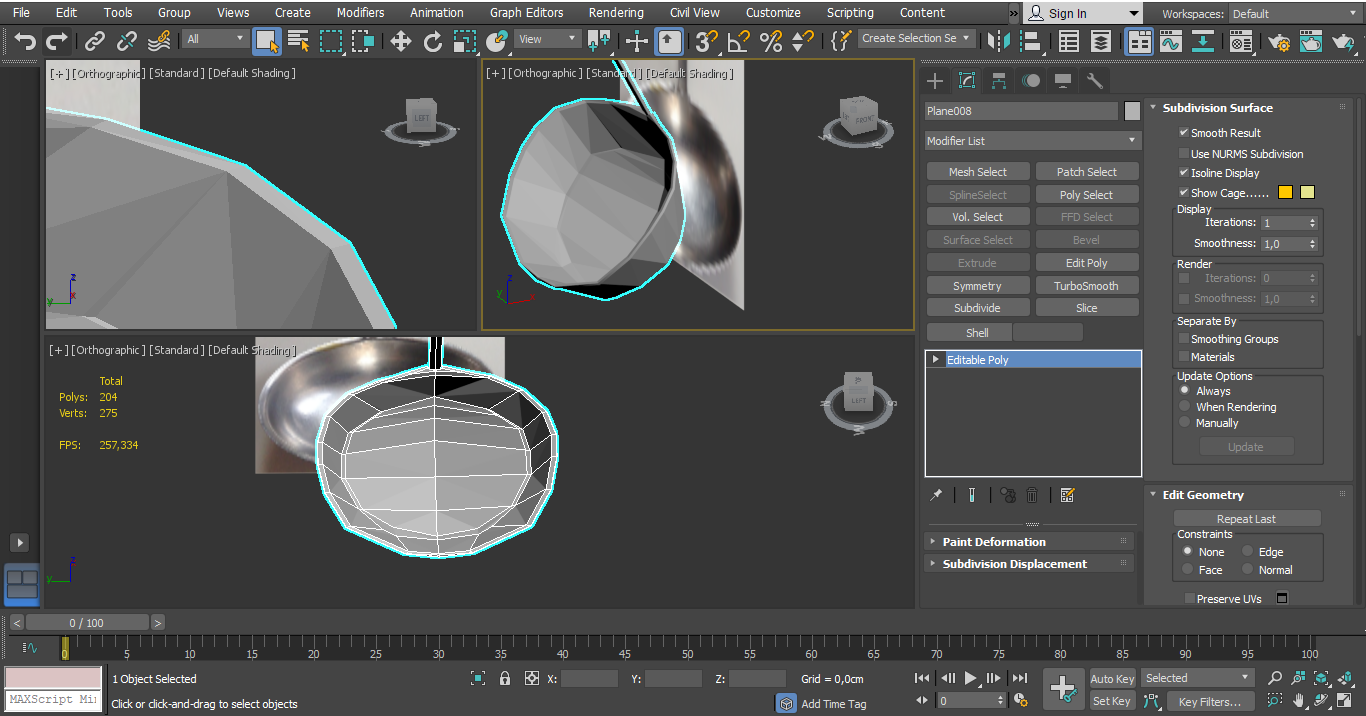 File Edit Tools Group Views Create Modifiers Animation Graph Editors Rendering Civil View Customize Scripting Content » Sign In Workspaces: Default
All View 3 Create Selection Se
[+] [Orthographic] [Standard] [Default Shading]
LEFT
z
y x
[+] [Orthographic] [Standard] [Default Shading]
FRONT
z
y x
[+] [Orthographic] [Standard] [Default Shading]
Total
Polys: 204
Verts: 275
FPS: 257,334
LEFT
N S
W
z
y
Plane008
Modifier List
Mesh Select Patch Select
SplineSelect Poly Select
Vol. Select FFD Select
Surface Select Bevel
Extrude Edit Poly
Symmetry TurboSmooth
Subdivide Slice
Shell
Editable Poly
Paint Deformation
Subdivision Displacement
Subdivision Surface
Smooth Result
Use NURMS Subdivision
Isoline Display
Show Cage......
Display
Iterations: 1
Smoothness: 1,0
Render
Iterations: 0
Smoothness: 1,0
Separate By
Smoothing Groups
Materials
Update Options
Always
When Rendering
Manually
Update
Edit Geometry
Repeat Last
Constraints
None Edge
Face Normal
Preserve UVs
< 0 / 100 >
0 5 10 15 20 25 30 35 40 45 50 55 60 65 70 75 80 85 90 95 100
1 Object Selected X: Y: Z: Grid = 0,0cm Auto Key Selected
MAXScript Mi Click or click-and-drag to select objects Add Time Tag 0 Set Key Key Filters...